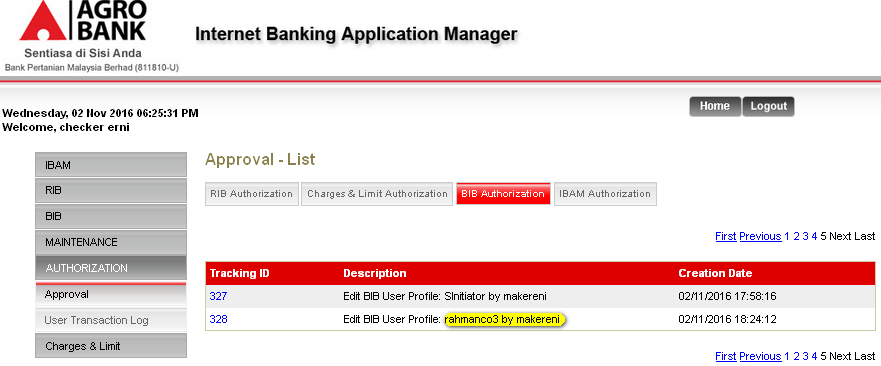 AGRO
BANK
Sentiasa di Sisi Anda
Bank Pertanian Malaysia Berhad (811810-U)
Internet Banking Application Manager
Home Logout
Wednesday, 02 Nov 2016 06:25:31 PM
Welcome, checker erni
IBAM
RIB
BIB
MAINTENANCE
AUTHORIZATION
Approval
User Transaction Log
Charges & Limit
Approval - List
RIB Authorization Charges & Limit Authorization BIB Authorization IBAM Authorization
First Previous 1 2 3 4 5 Next Last
Tracking ID Description Creation Date
327 Edit BIB User Profile: SInitiator by makereni 02/11/2016 17:58:16
328 Edit BIB User Profile: rahmanco3 by makereni 02/11/2016 18:24:12
First Previous 1 2 3 4 5 Next Last